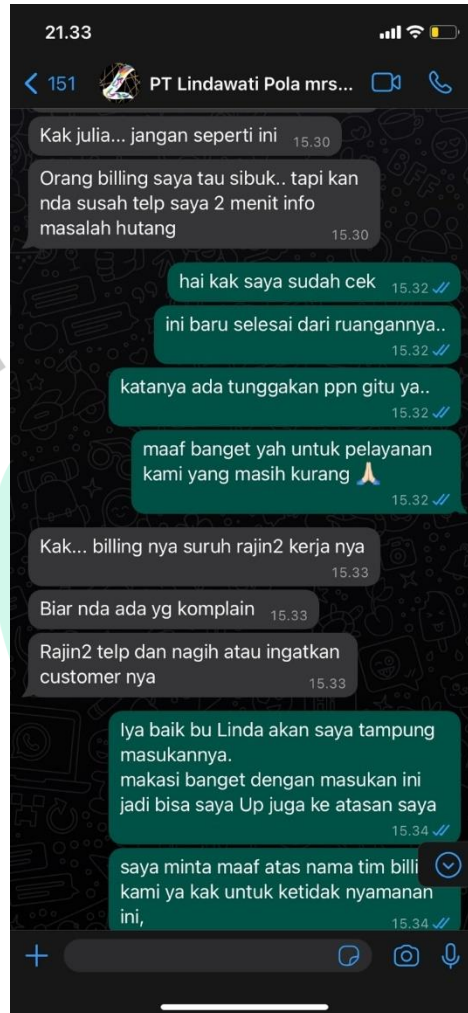 21.33
151 PT Lindawati Pola mrs...
Kak julia... jangan seperti ini 15.30
Orang billing saya tau sibuk.. tapi kan
nda susah telp saya 2 menit info
masalah hutang
15.30
hai kak saya sudah cek 15.32
ini baru selesai dari ruangannya..
15.32
katanya ada tunggakan ppn gitu ya..
15.32
maaf banget yah untuk pelayanan
kami yang masih kurang 🙏🏻
15.32
Kak... billing nya suruh rajin2 kerja nya
15.33
Biar nda ada yg komplain 15.33
Rajin2 telp dan nagih atau ingatkan
customer nya
15.33
Iya baik bu Linda akan saya tampung
masukannya.
makasi banget dengan masukan ini
jadi bisa saya Up juga ke atasan saya
15.34
saya minta maaf atas nama tim billi
kami ya kak untuk ketidak nyamanan
ini,
15.34